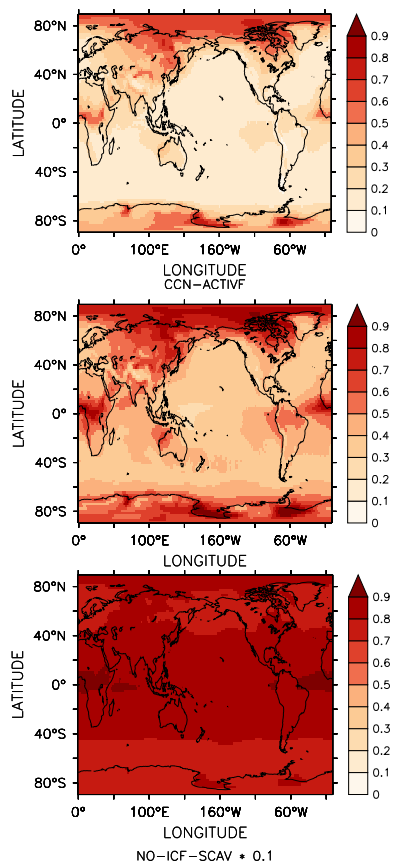 80°N
40°N
0°
40°S
80°S
LATITUDE
0° 100°E 160°W 60°W
LONGITUDE
0.9
0.8
0.7
0.6
0.5
0.4
0.3
0.2
0.1
0
CCN-ACTIVF
80°N
40°N
0°
40°S
80°S
LATITUDE
0° 100°E 160°W 60°W
LONGITUDE
0.9
0.8
0.7
0.6
0.5
0.4
0.3
0.2
0.1
0
80°N
40°N
0°
40°S
80°S
LATITUDE
0° 100°E 160°W 60°W
LONGITUDE
0.9
0.8
0.7
0.6
0.5
0.4
0.3
0.2
0.1
0
NO-ICF-SCAV * 0.1